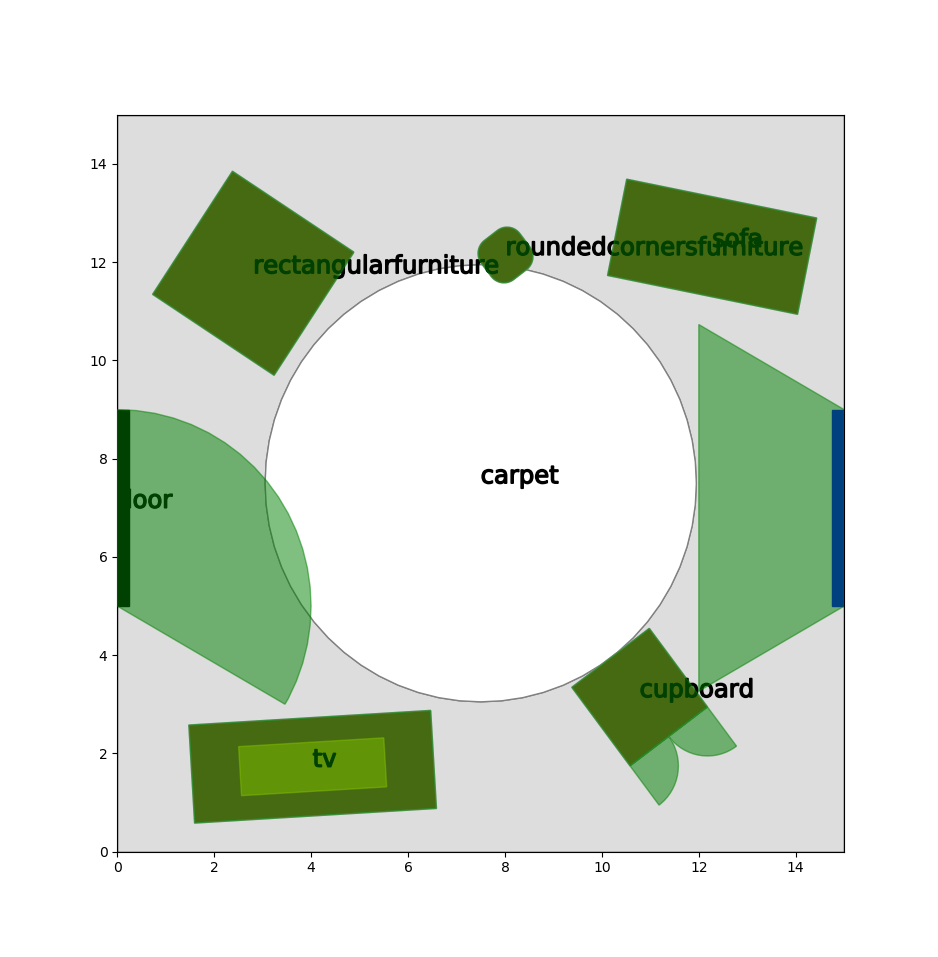 14
sofa
roundedcornersfurniture
12
rectangularfurniture
10
8
carpet
loor
6
4
cupboard
2
tv
0
0 2 4 6 8 10 12 14